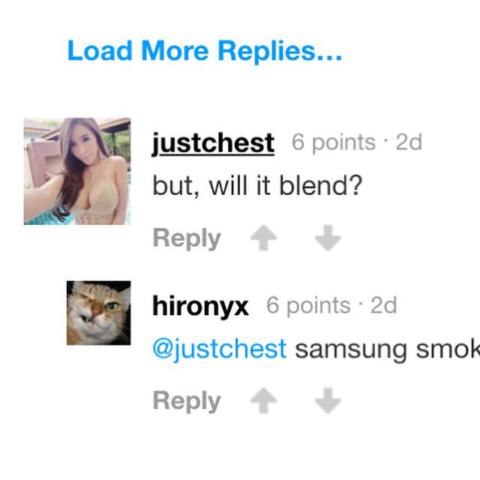 Load More Replies...
justchest 6 points · 2d
but, will it blend?
Reply
hironyx 6 points · 2d
@justchest samsung smok
Reply